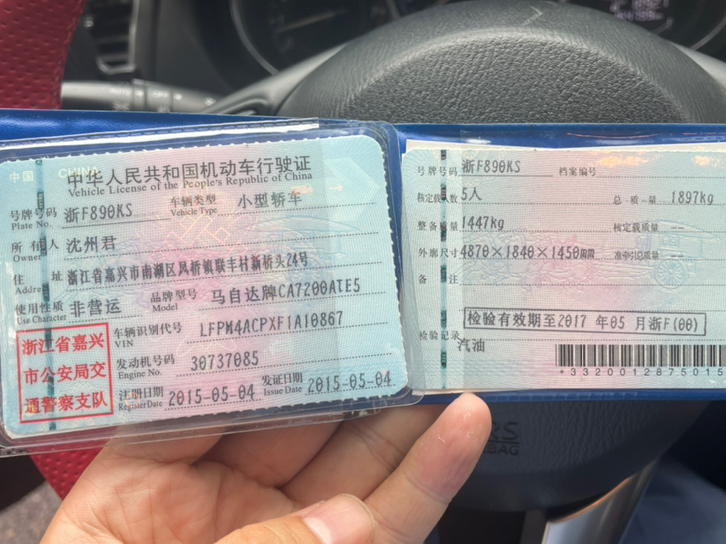 中国 CHINA
中华人民共和国机动车行驶证
Vehicle License of the People's Republic of China
号牌号码 浙F890KS 车辆类型 小型轿车
Plate No. Vehicle Type
所有人 沈州君
Owner
住址 浙江省嘉兴市南湖区凤桥镇联丰村新桥头24号
Address
使用性质 非营运 品牌型号 马自达牌CA7200ATE5
Use Character Model
浙江省嘉兴
市公安局交
通警察支队
车辆识别代号 LFPM4ACPXF1A10867
VIN
发动机号码 30737085
Engine No.
注册日期 2015-05-04 发证日期 2015-05-04
Register Date Issue Date
号牌号码 浙F890KS 档案编号
核定载人数 5人 总质量 1897kg
整备质量 1447kg 核定载质量 --
外廓尺寸 4870×1840×1450mm 准牵引总质量 --
备注
检验有效期至2017 年05 月浙F(00)
检验记录
汽油
+3320012875015